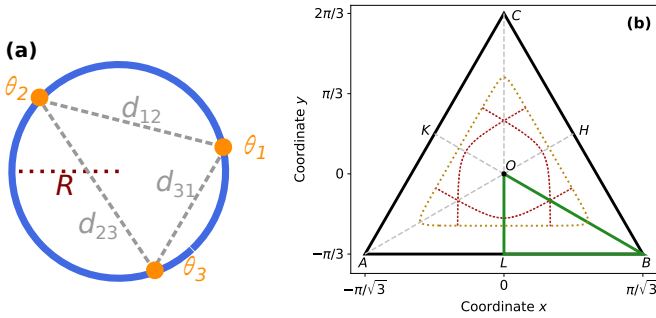 (a)
θ₂
d₁₂
θ₁
R
d₃₁
d₂₃
θ₃
(b)
2π/3
π/3
0
−π/3
Coordinate y
C
K
H
O
A
L
B
−π/√3
0
π/√3
Coordinate x